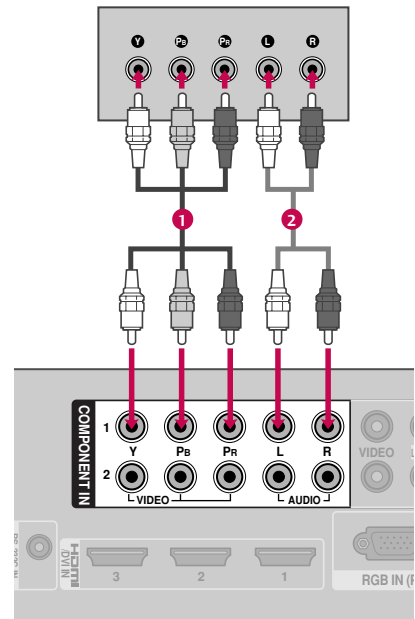 Y PB PR L R
1 2
COMPONENT IN
1
Y PB PR L R
2
VIDEO AUDIO
VIDEO
HDMI
/DVI IN
3 2 1
RGB IN